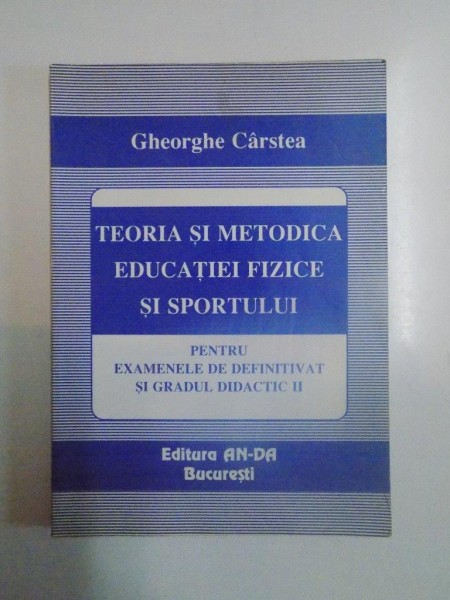 Gheorghe Cârstea
TEORIA ȘI METODICA
EDUCAȚIEI FIZICE
ȘI SPORTULUI
PENTRU
EXAMENELE DE DEFINITIVAT
ȘI GRADUL DIDACTIC II
Editura AN-DA
București